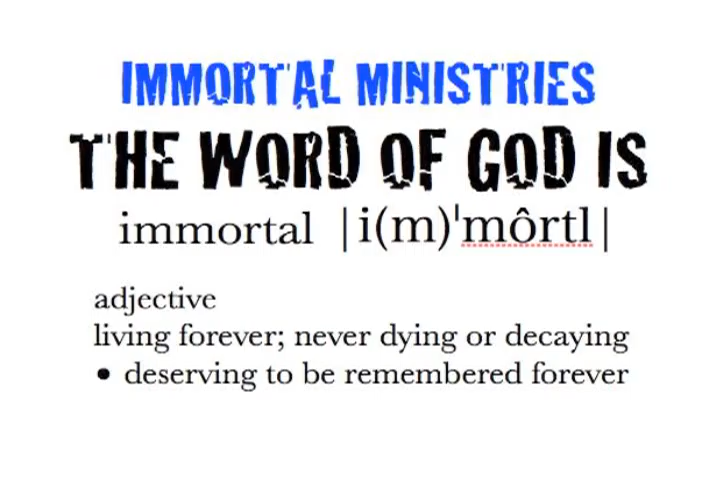 IMMORTAL MINISTRIES
THE WORD OF GOD IS
immortal |i(m)ˈmôrtl|
adjective
living forever; never dying or decaying
• deserving to be remembered forever